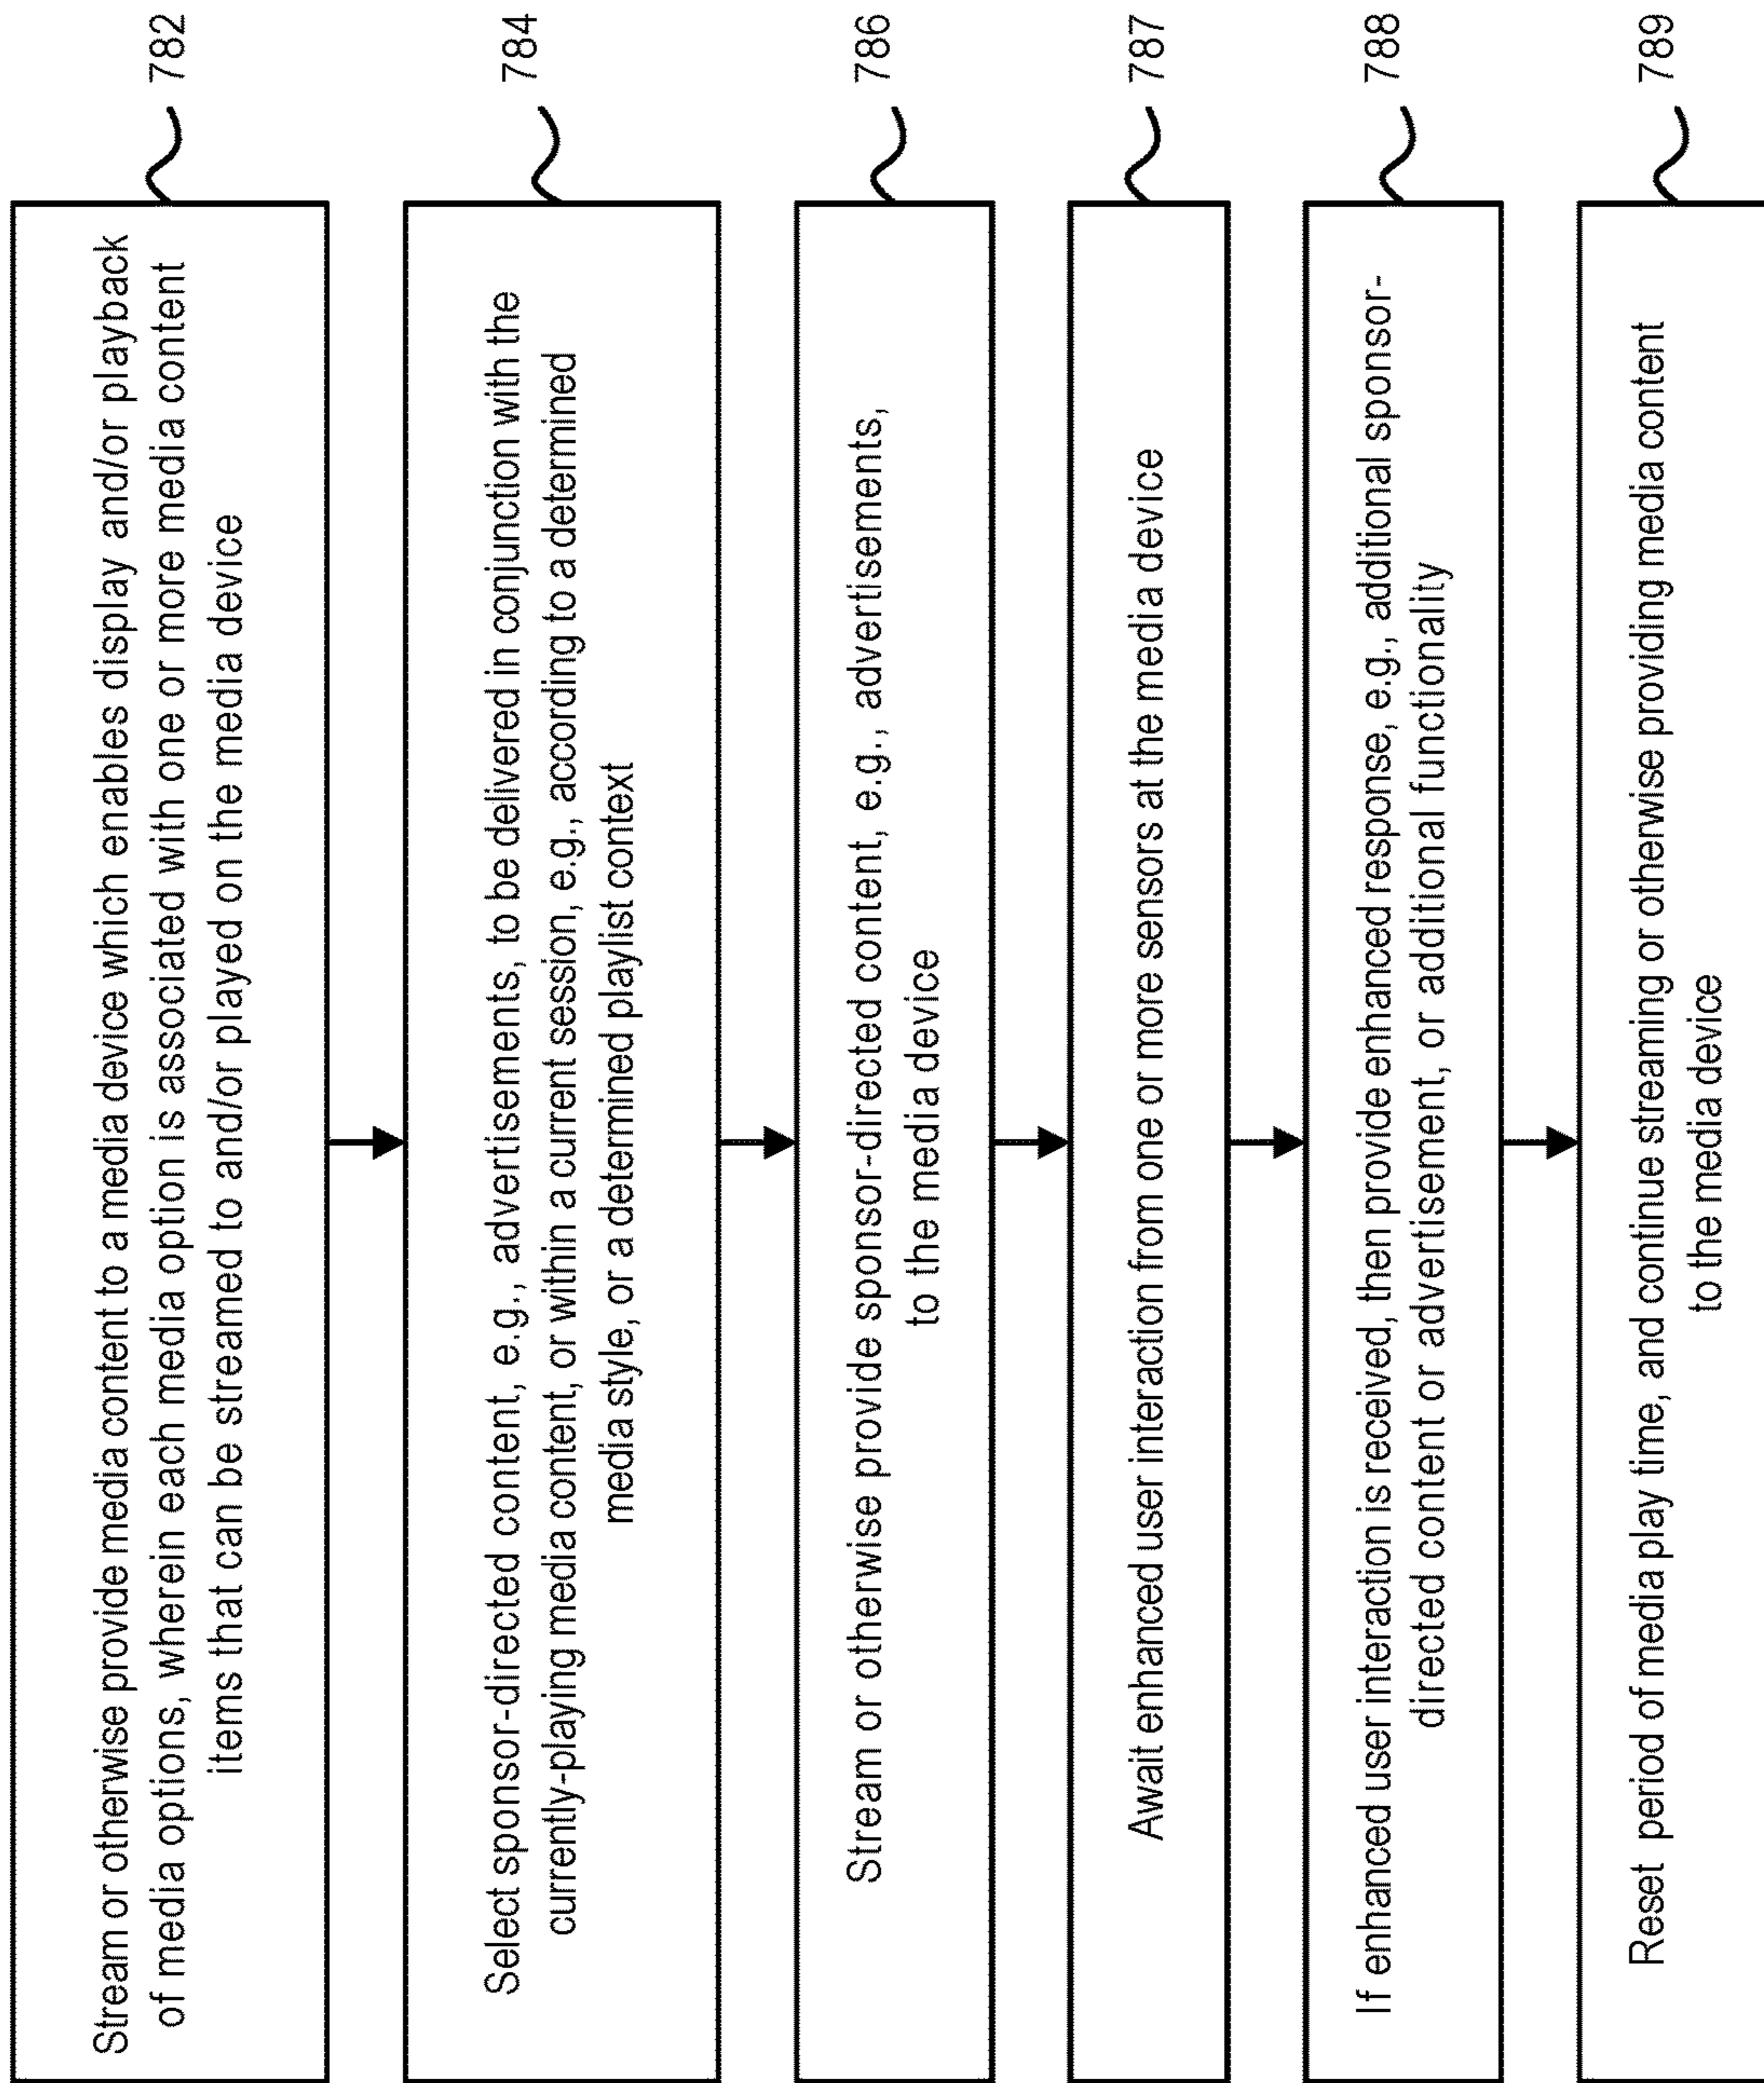 Stream or otherwise provide media content to a media device which enables display and/or playback
of media options, wherein each media option is associated with one or more media content
items that can be streamed to and/or played on the media device
782
Select sponsor-directed content, e.g., advertisements, to be delivered in conjunction with the
currently-playing media content, or within a current session, e.g., according to a determined
media style, or a determined playlist context
784
Stream or otherwise provide sponsor-directed content, e.g., advertisements,
to the media device
786
Await enhanced user interaction from one or more sensors at the media device
787
If enhanced user interaction is received, then provide enhanced response, e.g., additional sponsor-
directed content or advertisement, or additional functionality
788
Reset period of media play time, and continue streaming or otherwise providing media content
to the media device
789